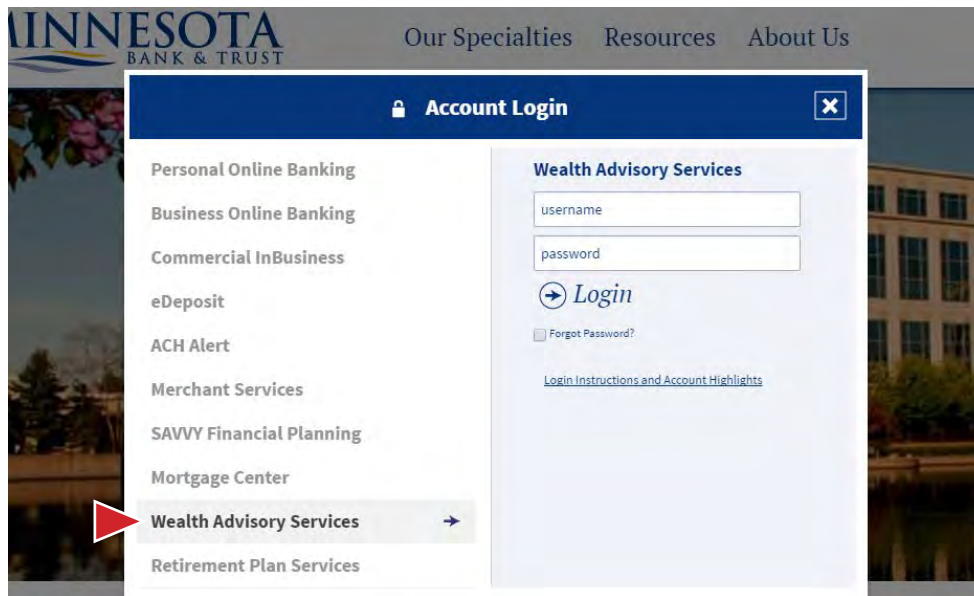 MINNESOTA
BANK & TRUST
Our Specialties Resources About Us
Account Login
Personal Online Banking
Business Online Banking
Commercial InBusiness
eDeposit
ACH Alert
Merchant Services
SAVVY Financial Planning
Mortgage Center
Wealth Advisory Services
Retirement Plan Services
Wealth Advisory Services
username
password
Login
Forgot Password?
Login Instructions and Account Highlights